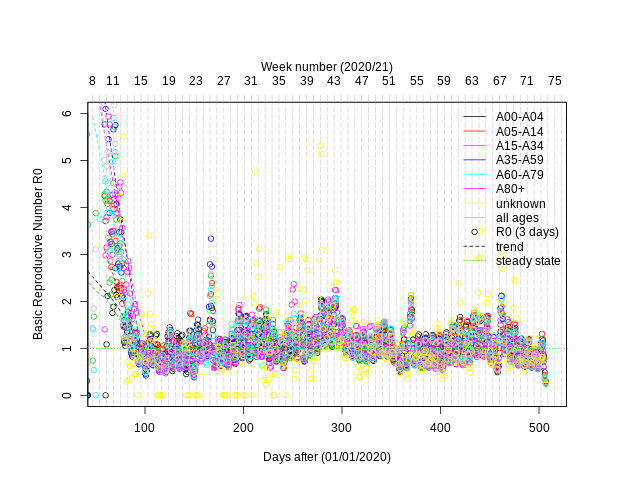 Week number (2020/21)
8 11 15 19 23 27 31 35 39 43 47 51 55 59 63 67 71 75
Basic Reproductive Number R0
6
5
4
3
2
1
0
A00-A04
A05-A14
A15-A34
A35-A59
A60-A79
A80+
unknown
all ages
R0 (3 days)
trend
steady state
100 200 300 400 500
Days after (01/01/2020)